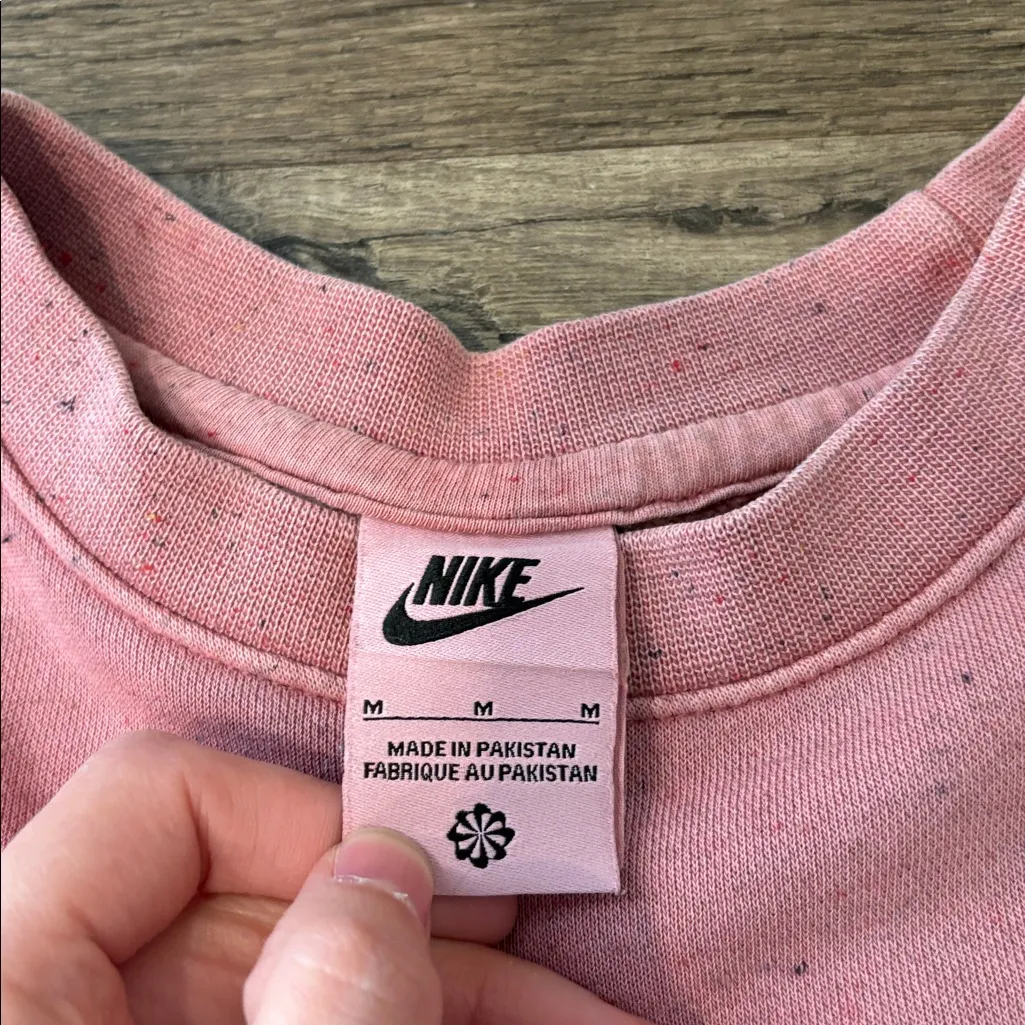 NIKE
M M M
MADE IN PAKISTAN
FABRIQUE AU PAKISTAN